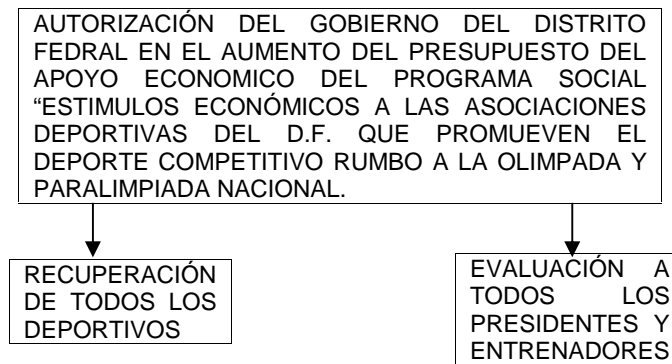 AUTORIZACIÓN DEL GOBIERNO DEL DISTRITO
FEDRAL EN EL AUMENTO DEL PRESUPUESTO DEL
APOYO ECONOMICO DEL PROGRAMA SOCIAL
“ESTIMULOS ECONÓMICOS A LAS ASOCIACIONES
DEPORTIVAS DEL D.F. QUE PROMUEVEN EL
DEPORTE COMPETITIVO RUMBO A LA OLIMPADA Y
PARALIMPIADA NACIONAL.
RECUPERACIÓN
DE TODOS LOS
DEPORTIVOS
EVALUACIÓN A
TODOS LOS
PRESIDENTES Y
ENTRENADORES